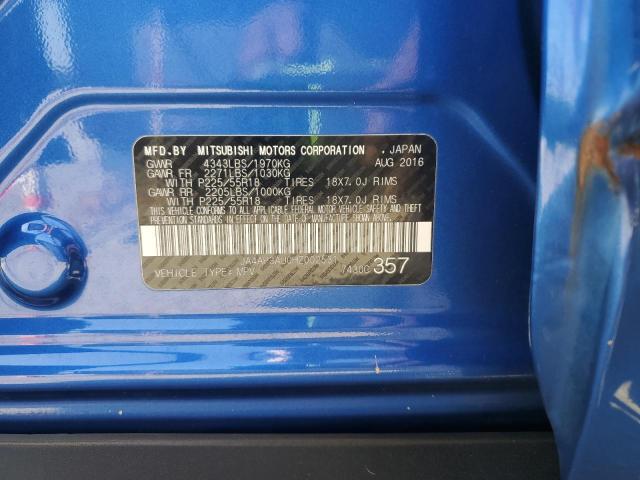 MFD.BY MITSUBISHI MOTORS CORPORATION . JAPAN
GVWR 4343LBS/1970KG AUG 2016
GAWR FR 2271LBS/1030KG
WITH P225/55R18 TIRES 18X7.0J RIMS
GAWR RR 2205LBS/1000KG
WITH P225/55R18 TIRES 18X7.0J RIMS
THIS VEHICLE CONFORMS TO ALL APPLICABLE FEDERAL MOTOR VEHICLE SAFETY AND THEFT
PREVENTION STANDARDS IN EFFECT ON THE DATE OF MANUFACTURE SHOWN ABOVE.
VEHICLE TYPE: MPV 7430C 357